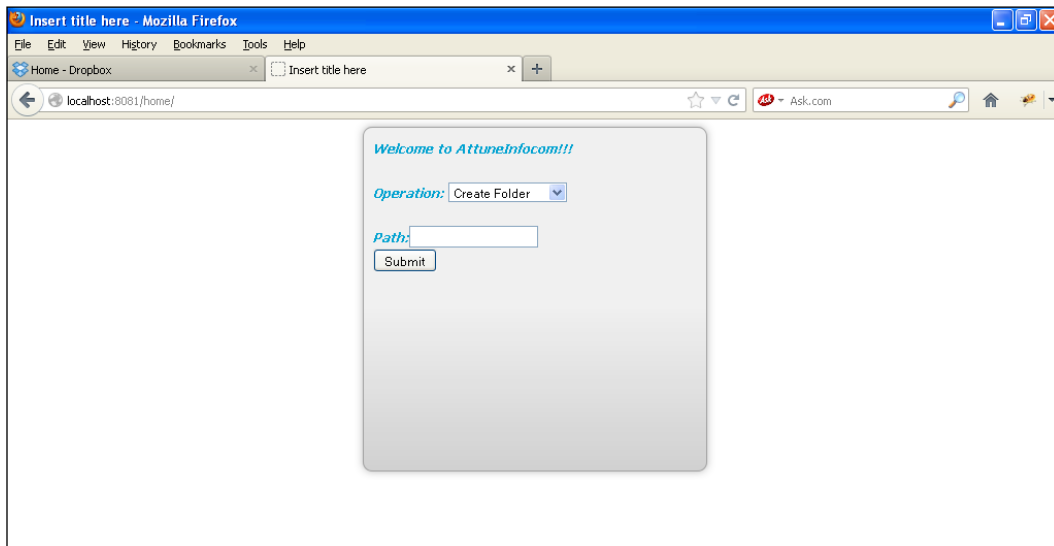 Insert title here - Mozilla Firefox
File Edit View History Bookmarks Tools Help
Home - Dropbox × Insert title here × +
localhost:8081/home/ Ask Ask.com
Welcome to AttuneInfocom!!!
Operation: Create Folder
Path:
Submit